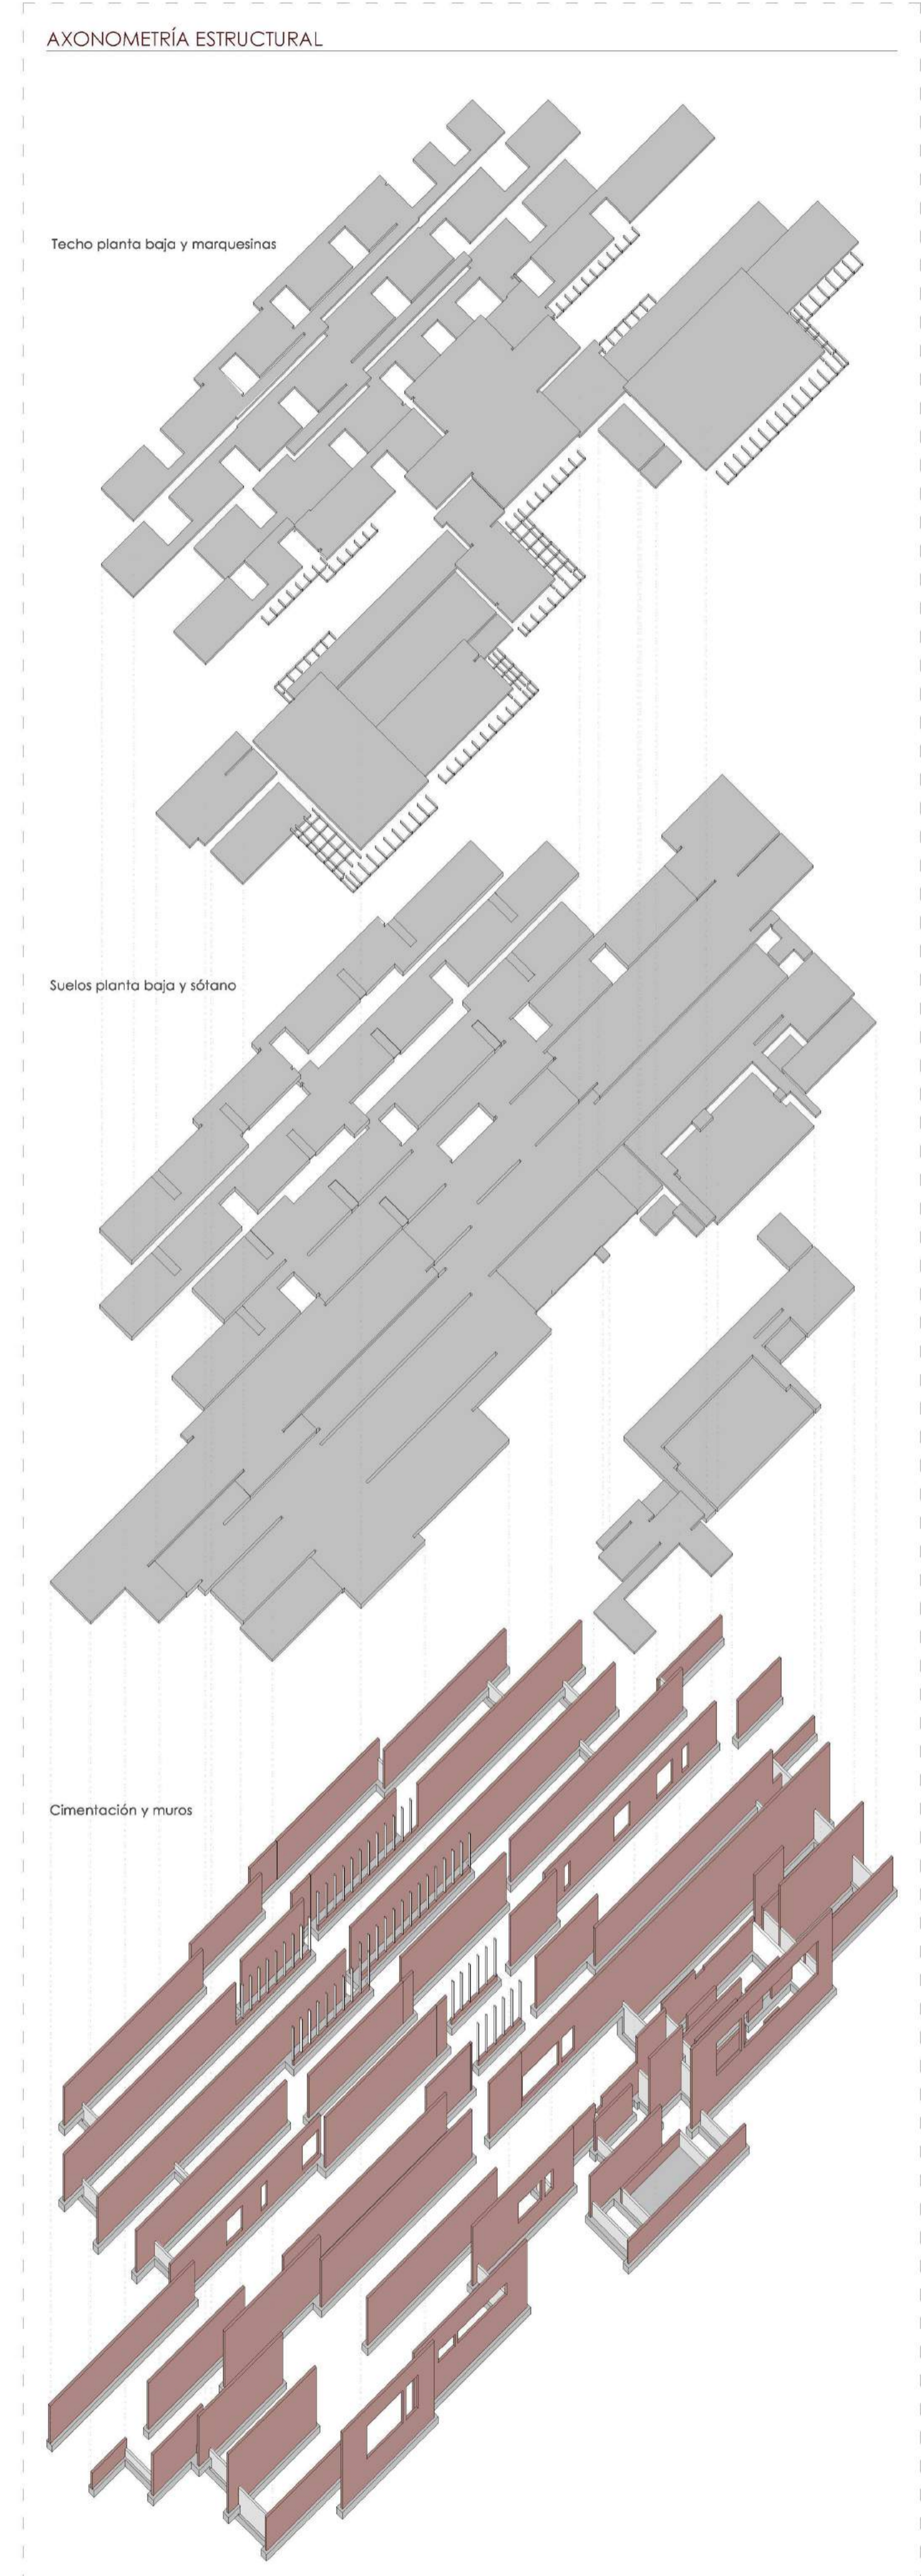 AXONOMETRÍA ESTRUCTURAL
Techo planta baja y marquesinas
Suelos planta baja y sótano
Cimentación y muros